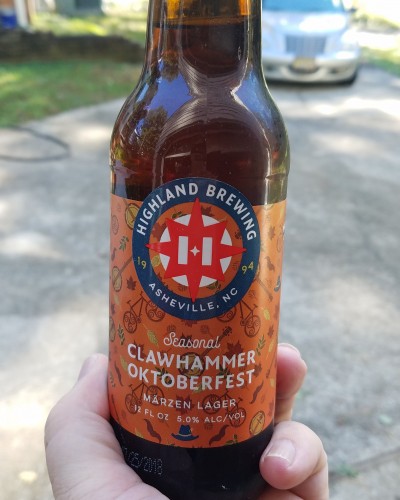 HIGHLAND BREWING
H H
19 94
ASHEVILLE, NC
Seasonal
CLAWHAMMER
OKTOBERFEST
MÄRZEN LAGER
12 FL OZ 5.0% ALC/VOL